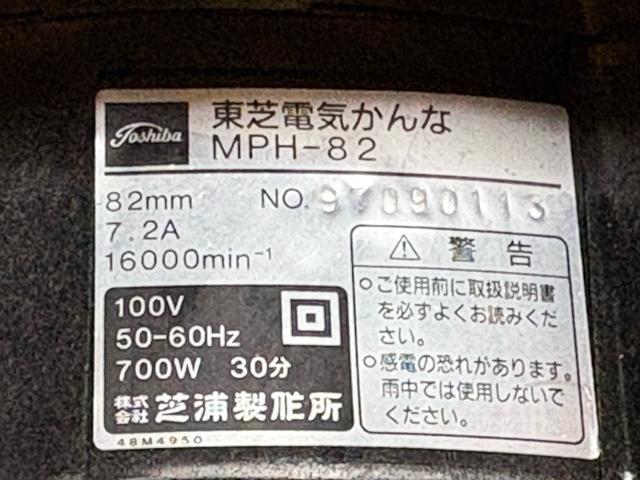 Toshiba
東芝電気かんな
MPH-82
82mm
NO. 97090113
7.2A
16000min⁻¹
100V
50-60Hz
700W 30分
株式会社 芝浦製作所
48M4950
⚠ 警告
○ご使用前に取扱説明書
を必ずよくお読みくだ
さい。
○感電の恐れがあります。
雨中では使用しないで
ください。